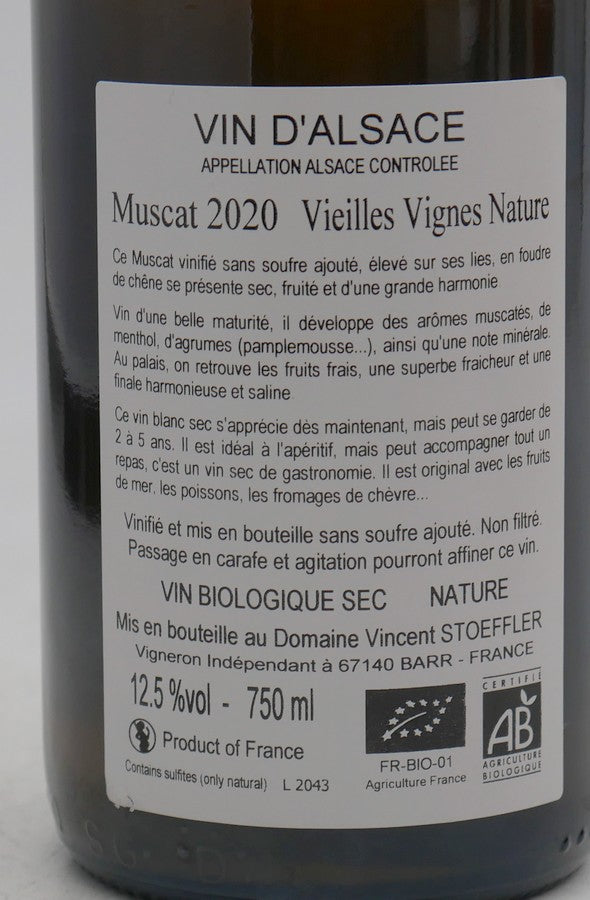 VIN D'ALSACE
APPELLATION ALSACE CONTROLEE
Muscat 2020 Vieilles Vignes Nature
Ce Muscat vinifié sans soufre ajouté, élevé sur ses lies, en foudre
de chêne se présente sec, fruité et d'une grande harmonie
Vin d'une belle maturité, il développe des arômes muscatés, de
menthol, d'agrumes (pamplemousse...), ainsi qu'une note minérale.
Au palais, on retrouve les fruits frais, une superbe fraicheur et une
finale harmonieuse et saline
Ce vin blanc sec s'apprécie dès maintenant, mais peut se garder de
2 à 5 ans. Il est idéal à l'apéritif, mais peut accompagner tout un
repas, c'est un vin sec de gastronomie. Il est original avec les fruits
de mer, les poissons, les fromages de chèvre...
Vinifié et mis en bouteille sans soufre ajouté. Non filtré.
Passage en carafe et agitation pourront affiner ce vin.
VIN BIOLOGIQUE SEC NATURE
Mis en bouteille au Domaine Vincent STOEFFLER
Vigneron Indépendant à 67140 BARR - FRANCE
12.5 %vol - 750 ml
Product of France
Contains sulfites (only natural) L 2043
FR-BIO-01
Agriculture France
CERTIFIÉ
AB
AGRICULTURE
BIOLOGIQUE